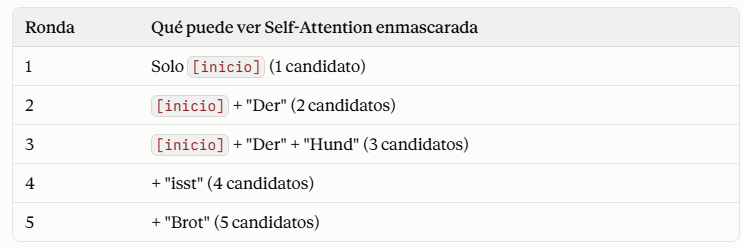 Ronda Qué puede ver Self-Attention enmascarada
1 Solo [inicio] (1 candidato)
2 [inicio] + "Der" (2 candidatos)
3 [inicio] + "Der" + "Hund" (3 candidatos)
4 + "isst" (4 candidatos)
5 + "Brot" (5 candidatos)